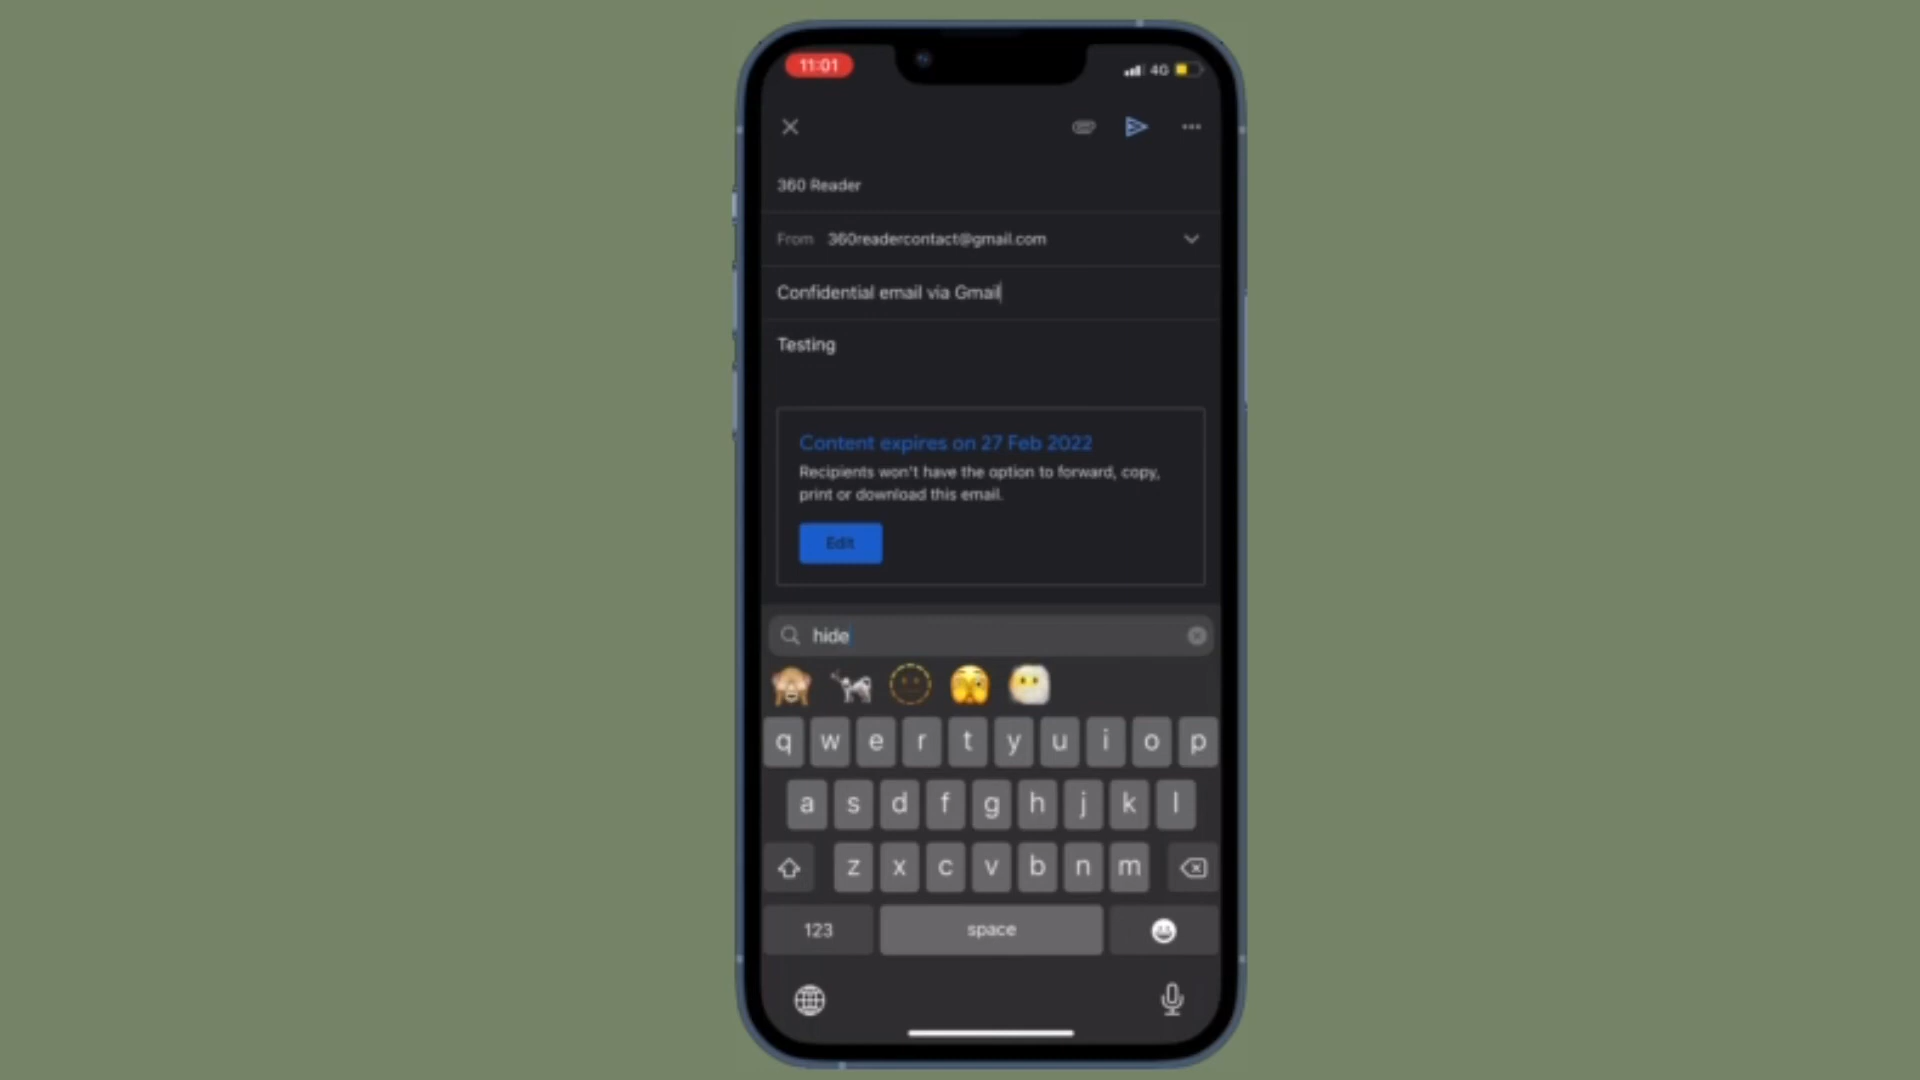 11:01
4G
360 Reader
From 360readercontact@gmail.com
Confidential email via Gmail
Testing
Content expires on 27 Feb 2022
Recipients won't have the option to forward, copy,
print or download this email.
Edit
hide
q w e r t y u i o p
a s d f g h j k l
z x c v b n m
123 space